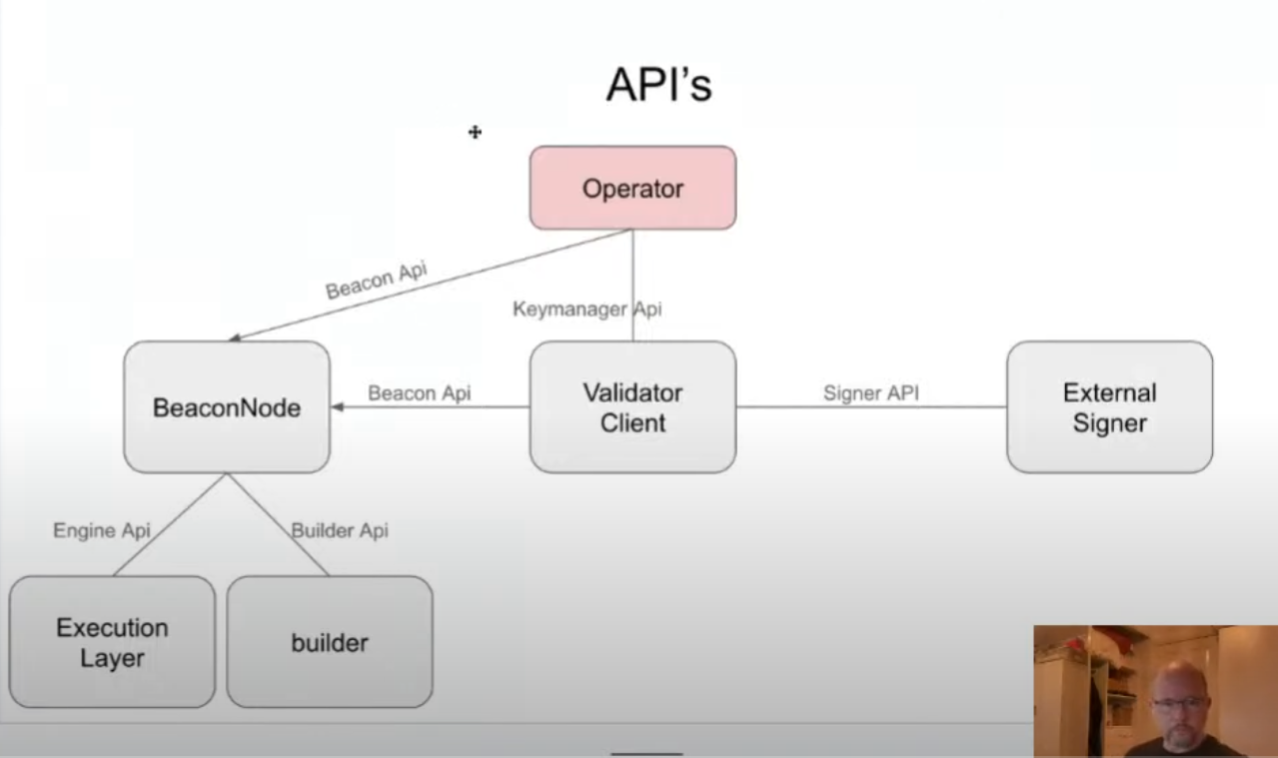 API's
Operator
Beacon Api
Keymanager Api
BeaconNode
Beacon Api
Validator
Client
Signer API
External
Signer
Engine Api
Builder Api
Execution
Layer
builder